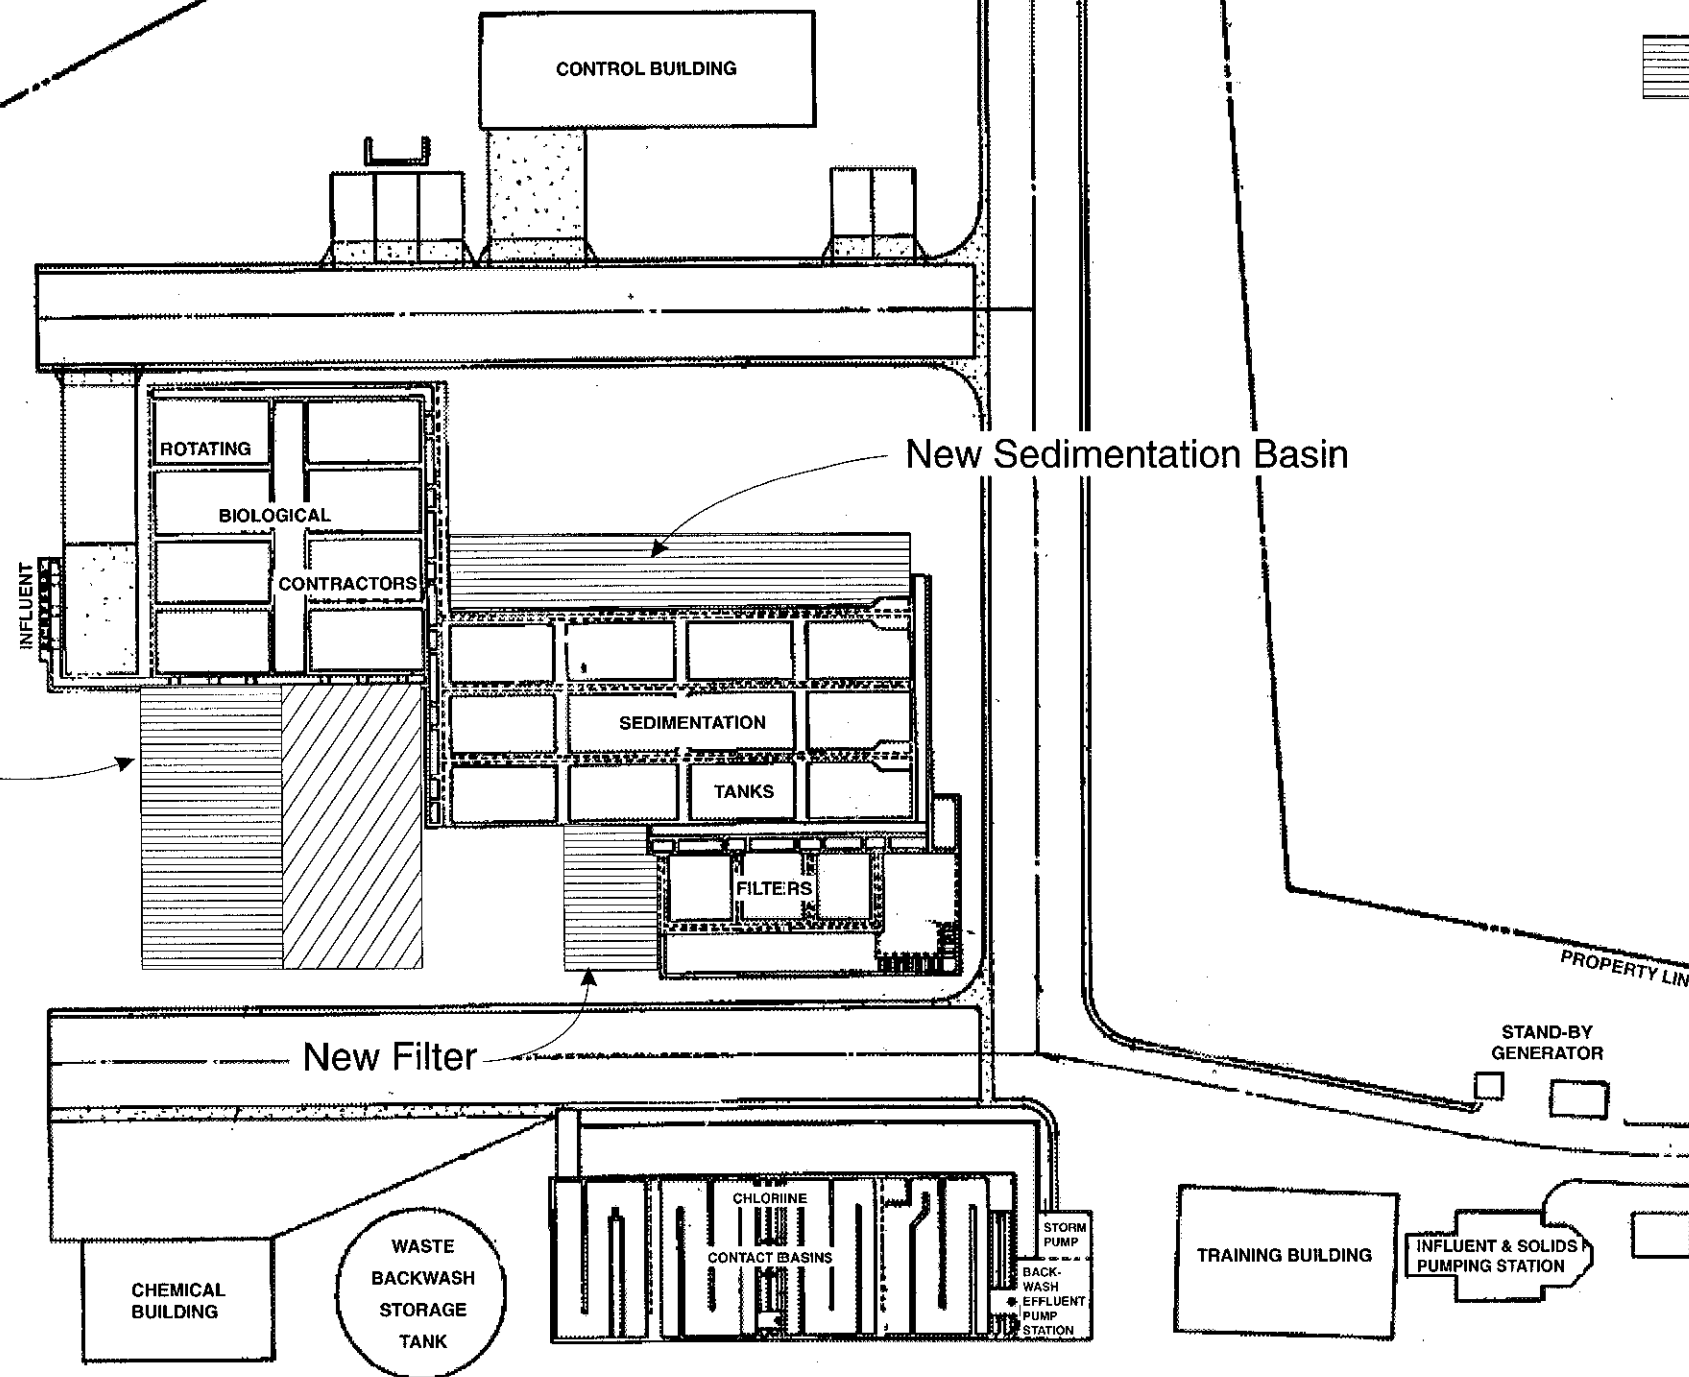 CONTROL BUILDING
New Sedimentation Basin
ROTATING
BIOLOGICAL
CONTRACTORS
INFLUENT
SEDIMENTATION
TANKS
FILTERS
PROPERTY LIN
New Filter
STAND-BY
GENERATOR
CHEMICAL
BUILDING
WASTE
BACKWASH
STORAGE
TANK
CHLORIINE
CONTACT BASINS
STORM
PUMP
BACK-
WASH
EFFLUENT
PUMP
STATION
TRAINING BUILDING
INFLUENT & SOLIDS
PUMPING STATION